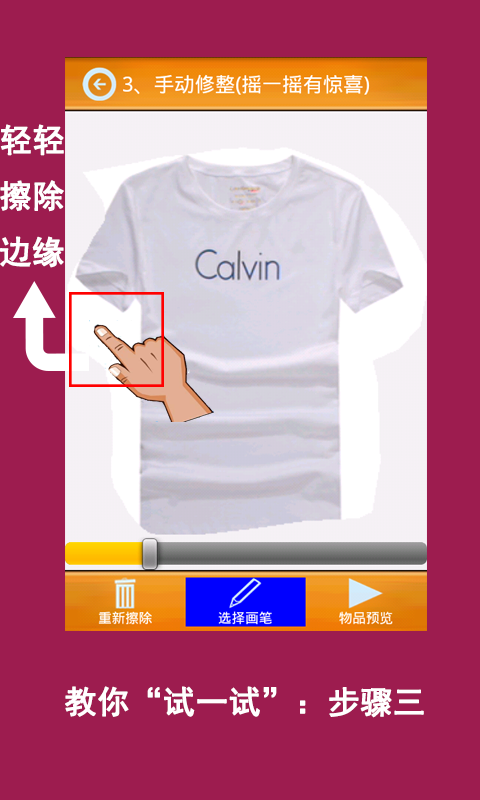 3、手动修整(摇一摇有惊喜)
轻轻
擦除
边缘
Calvin
重新擦除
选择画笔
物品预览
教你“试一试”：步骤三